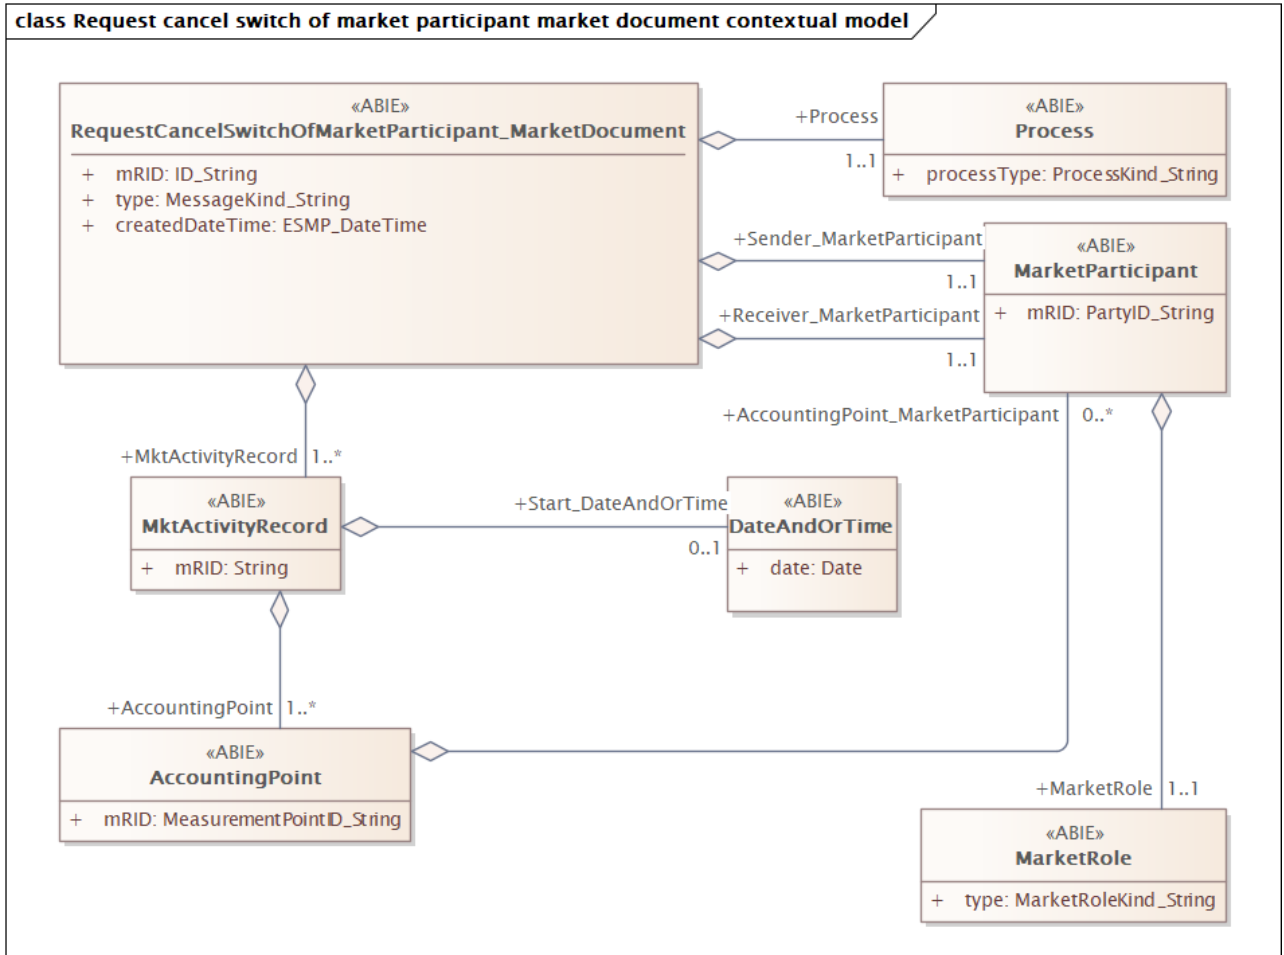 class Request cancel switch of market participant market document contextual model
«ABIE»
RequestCancelSwitchOfMarketParticipant_MarketDocument
+ mRID: ID_String
+ type: MessageKind_String
+ createdDateTime: ESMP_DateTime
+Process
1..1
«ABIE»
Process
+ processType: ProcessKind_String
+Sender_MarketParticipant
1..1
+Receiver_MarketParticipant
1..1
«ABIE»
MarketParticipant
+ mRID: PartyID_String
+AccountingPoint_MarketParticipant 0..*
+MktActivityRecord 1..*
«ABIE»
MktActivityRecord
+ mRID: String
+Start_DateAndOrTime
0..1
«ABIE»
DateAndOrTime
+ date: Date
+AccountingPoint 1..*
«ABIE»
AccountingPoint
+ mRID: MeasurementPointID_String
+MarketRole 1..1
«ABIE»
MarketRole
+ type: MarketRoleKind_String